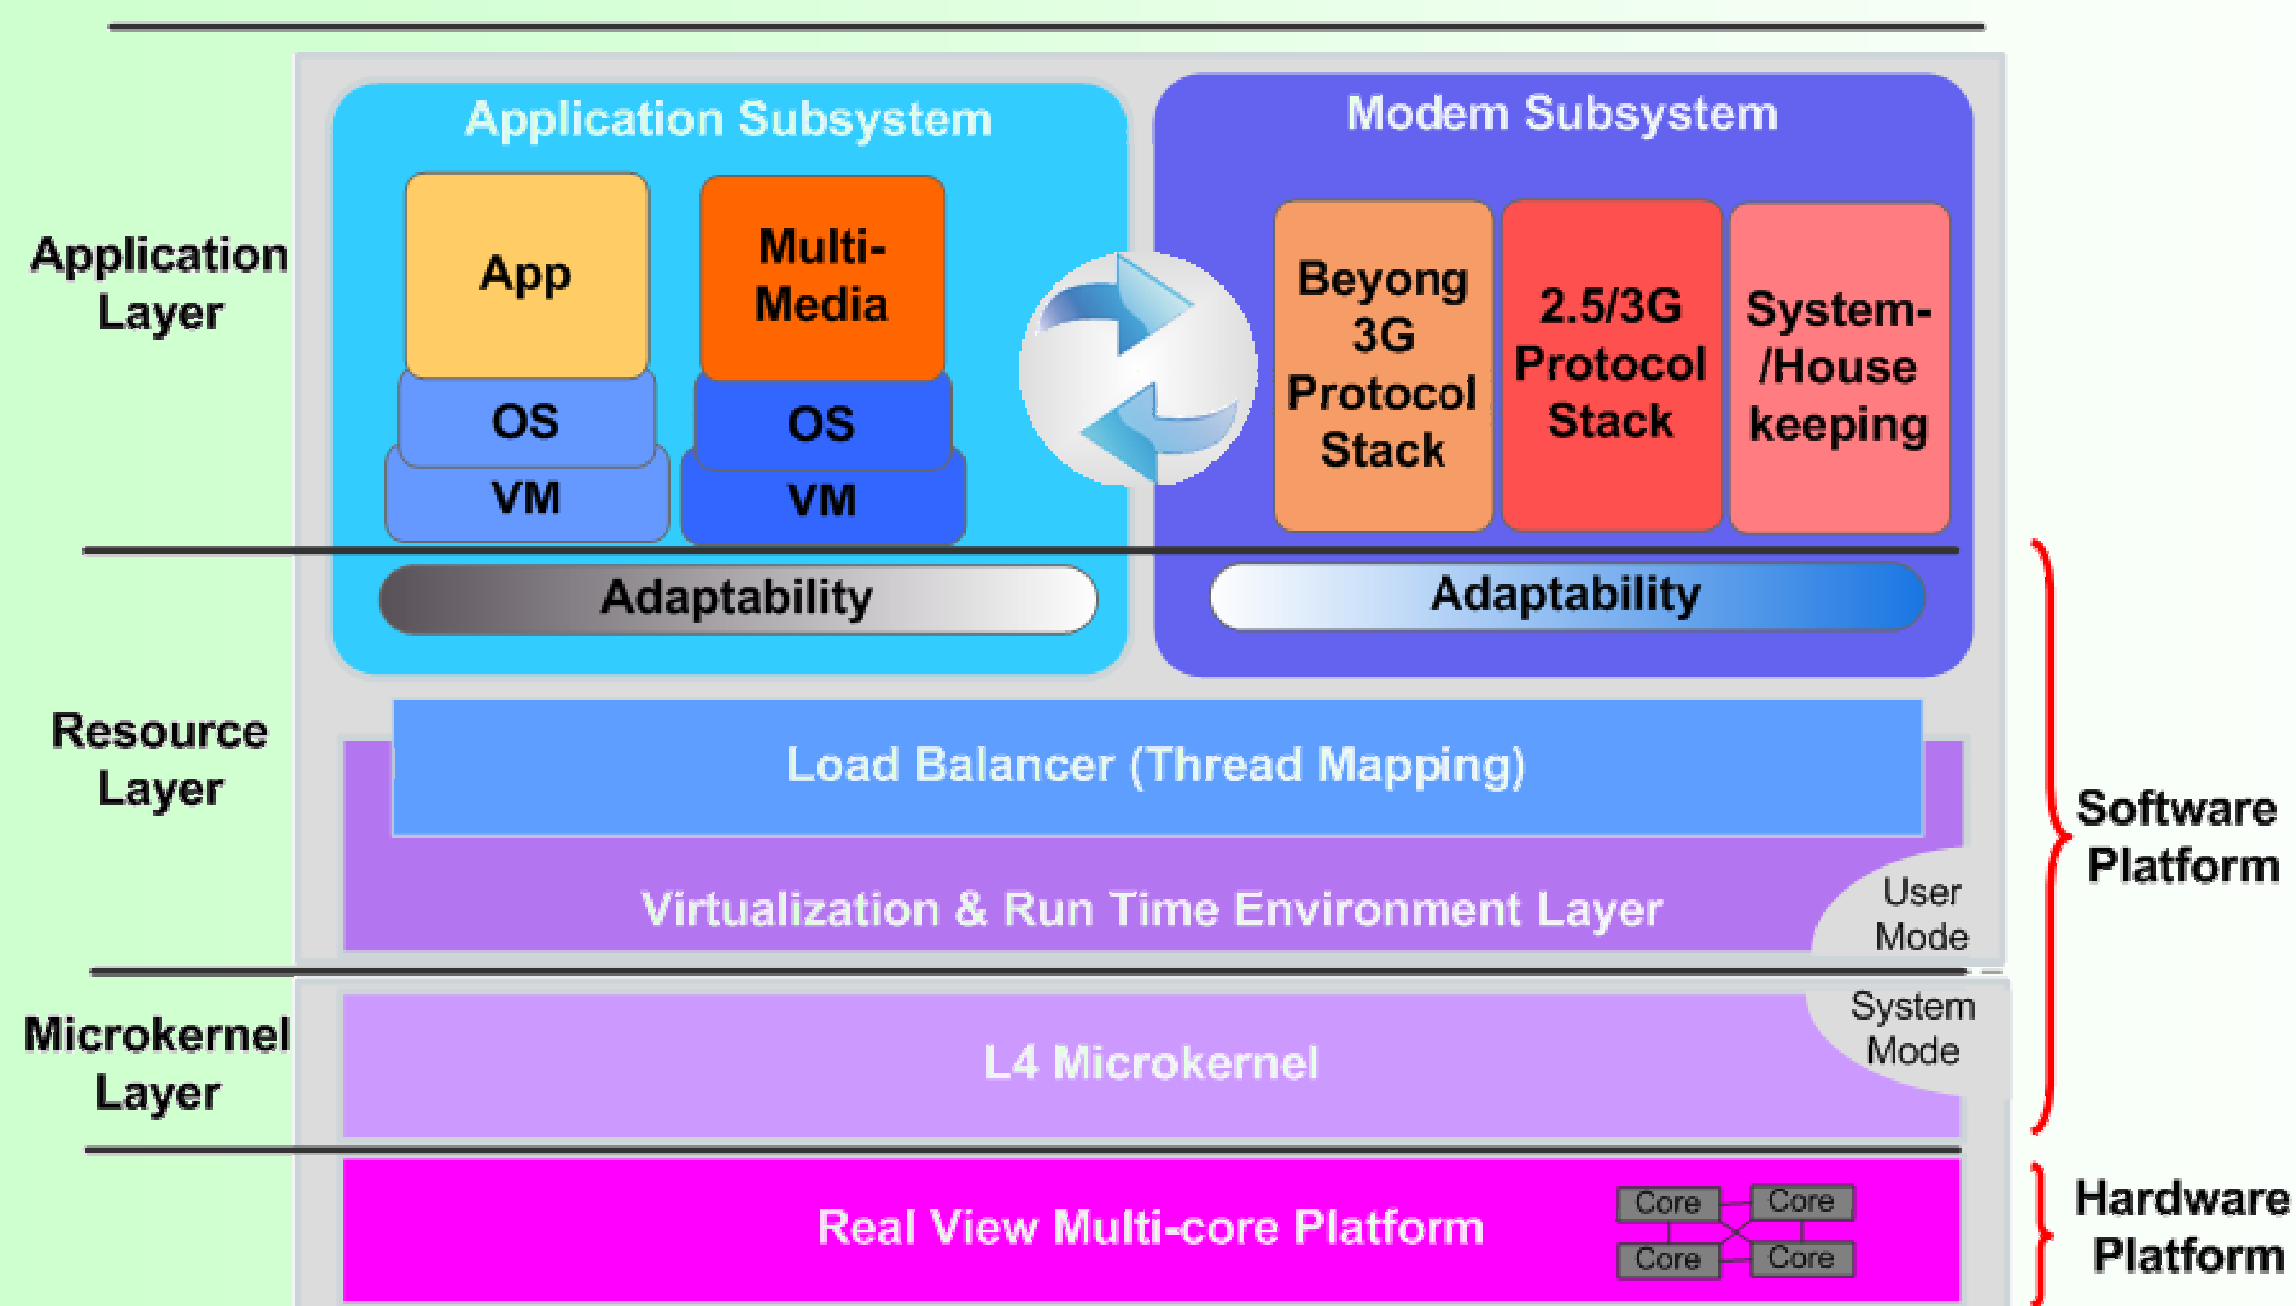 Application Subsystem
Modem Subsystem
Application
Layer
App
OS
VM
Multi-
Media
OS
VM
Beyong
3G
Protocol
Stack
2.5/3G
Protocol
Stack
System-
/House
keeping
Adaptability
Adaptability
Resource
Layer
Load Balancer (Thread Mapping)
Virtualization & Run Time Environment Layer
User
Mode
Software
Platform
Microkernel
Layer
L4 Microkernel
System
Mode
Real View Multi-core Platform
Core
Core
Core
Core
Hardware
Platform